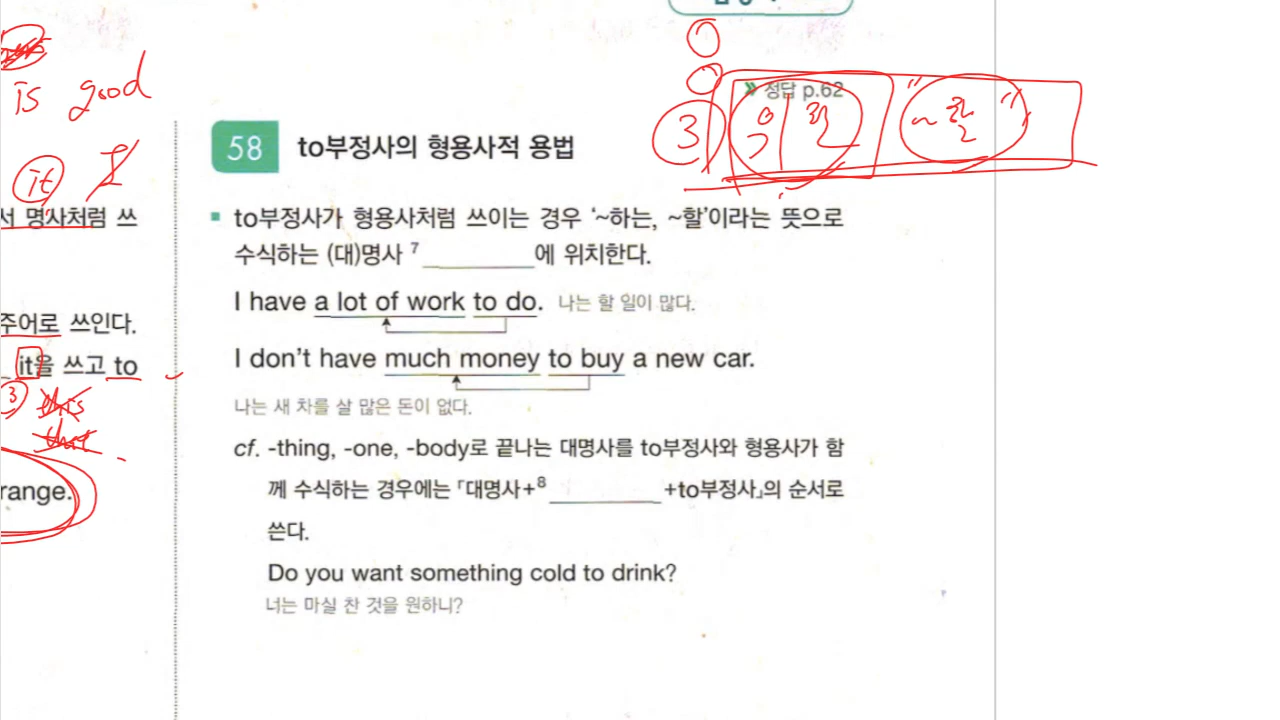 is good
it
서 명사처럼 쓰
주어로 쓰인다.
it을 쓰고 to
3 this
that
range.
3 "~할"
정답 p.62
58 to부정사의 형용사적 용법
to부정사가 형용사처럼 쓰이는 경우 '~하는, ~할'이라는 뜻으로
수식하는 (대)명사 7 에 위치한다.
I have a lot of work to do. 나는 할 일이 많다.
I don't have much money to buy a new car.
나는 새 차를 살 많은 돈이 없다.
cf. -thing, -one, -body로 끝나는 대명사를 to부정사와 형용사가 함
께 수식하는 경우에는 「대명사+8 +to부정사」의 순서로
쓴다.
Do you want something cold to drink?
너는 마실 찬 것을 원하니?